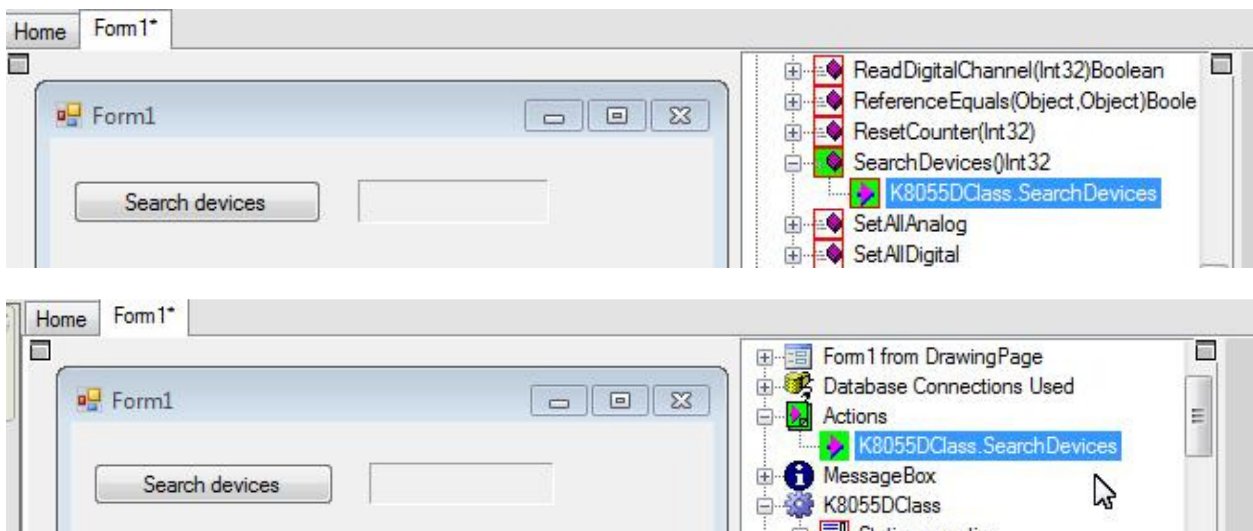 Home Form1*
Form1
Search devices
ReadDigitalChannel(Int32)Boolean
ReferenceEquals(Object,Object)Boole
ResetCounter(Int32)
SearchDevices()Int32
K8055DClass.SearchDevices
SetAllAnalog
SetAllDigital
Home Form1*
Form1
Search devices
Form1 from DrawingPage
Database Connections Used
Actions
K8055DClass.SearchDevices
MessageBox
K8055DClass